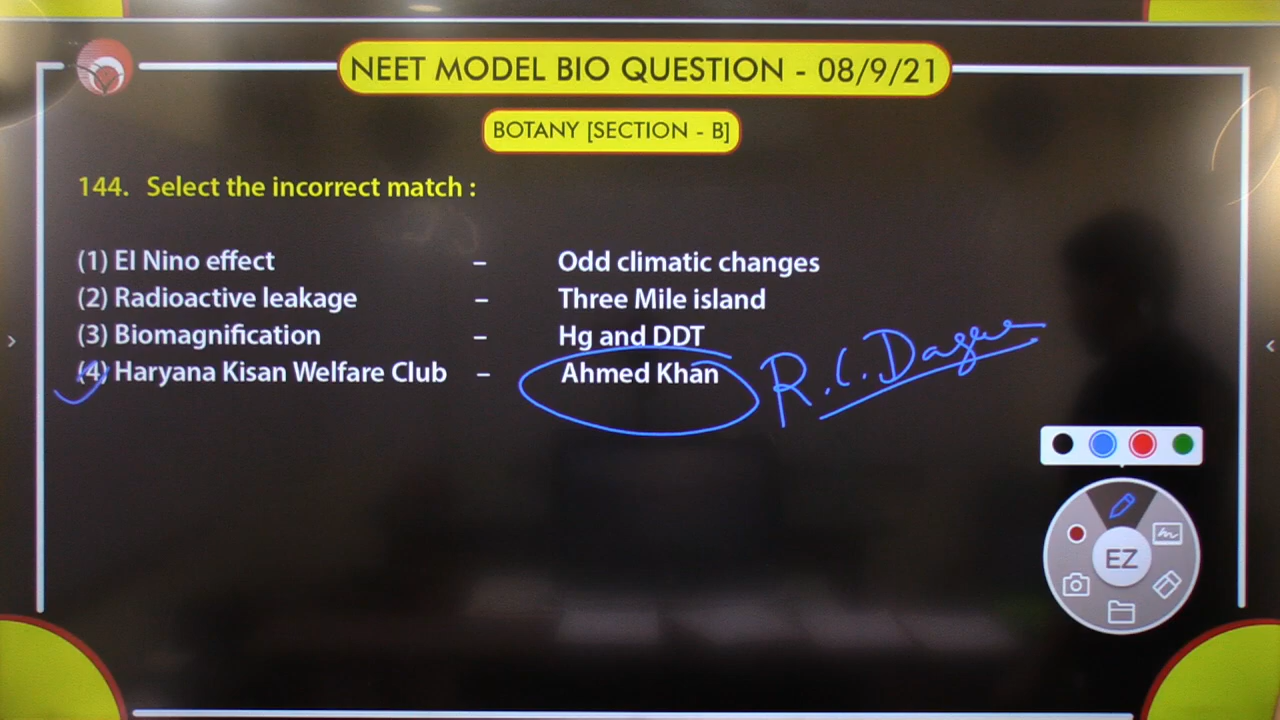 NEET MODEL BIO QUESTION - 08/9/21
BOTANY [SECTION - B]
144. Select the incorrect match :
(1) El Nino effect – Odd climatic changes
(2) Radioactive leakage – Three Mile island
(3) Biomagnification – Hg and DDT
(4) Haryana Kisan Welfare Club – Ahmed Khan R.C.Dagar
EZ